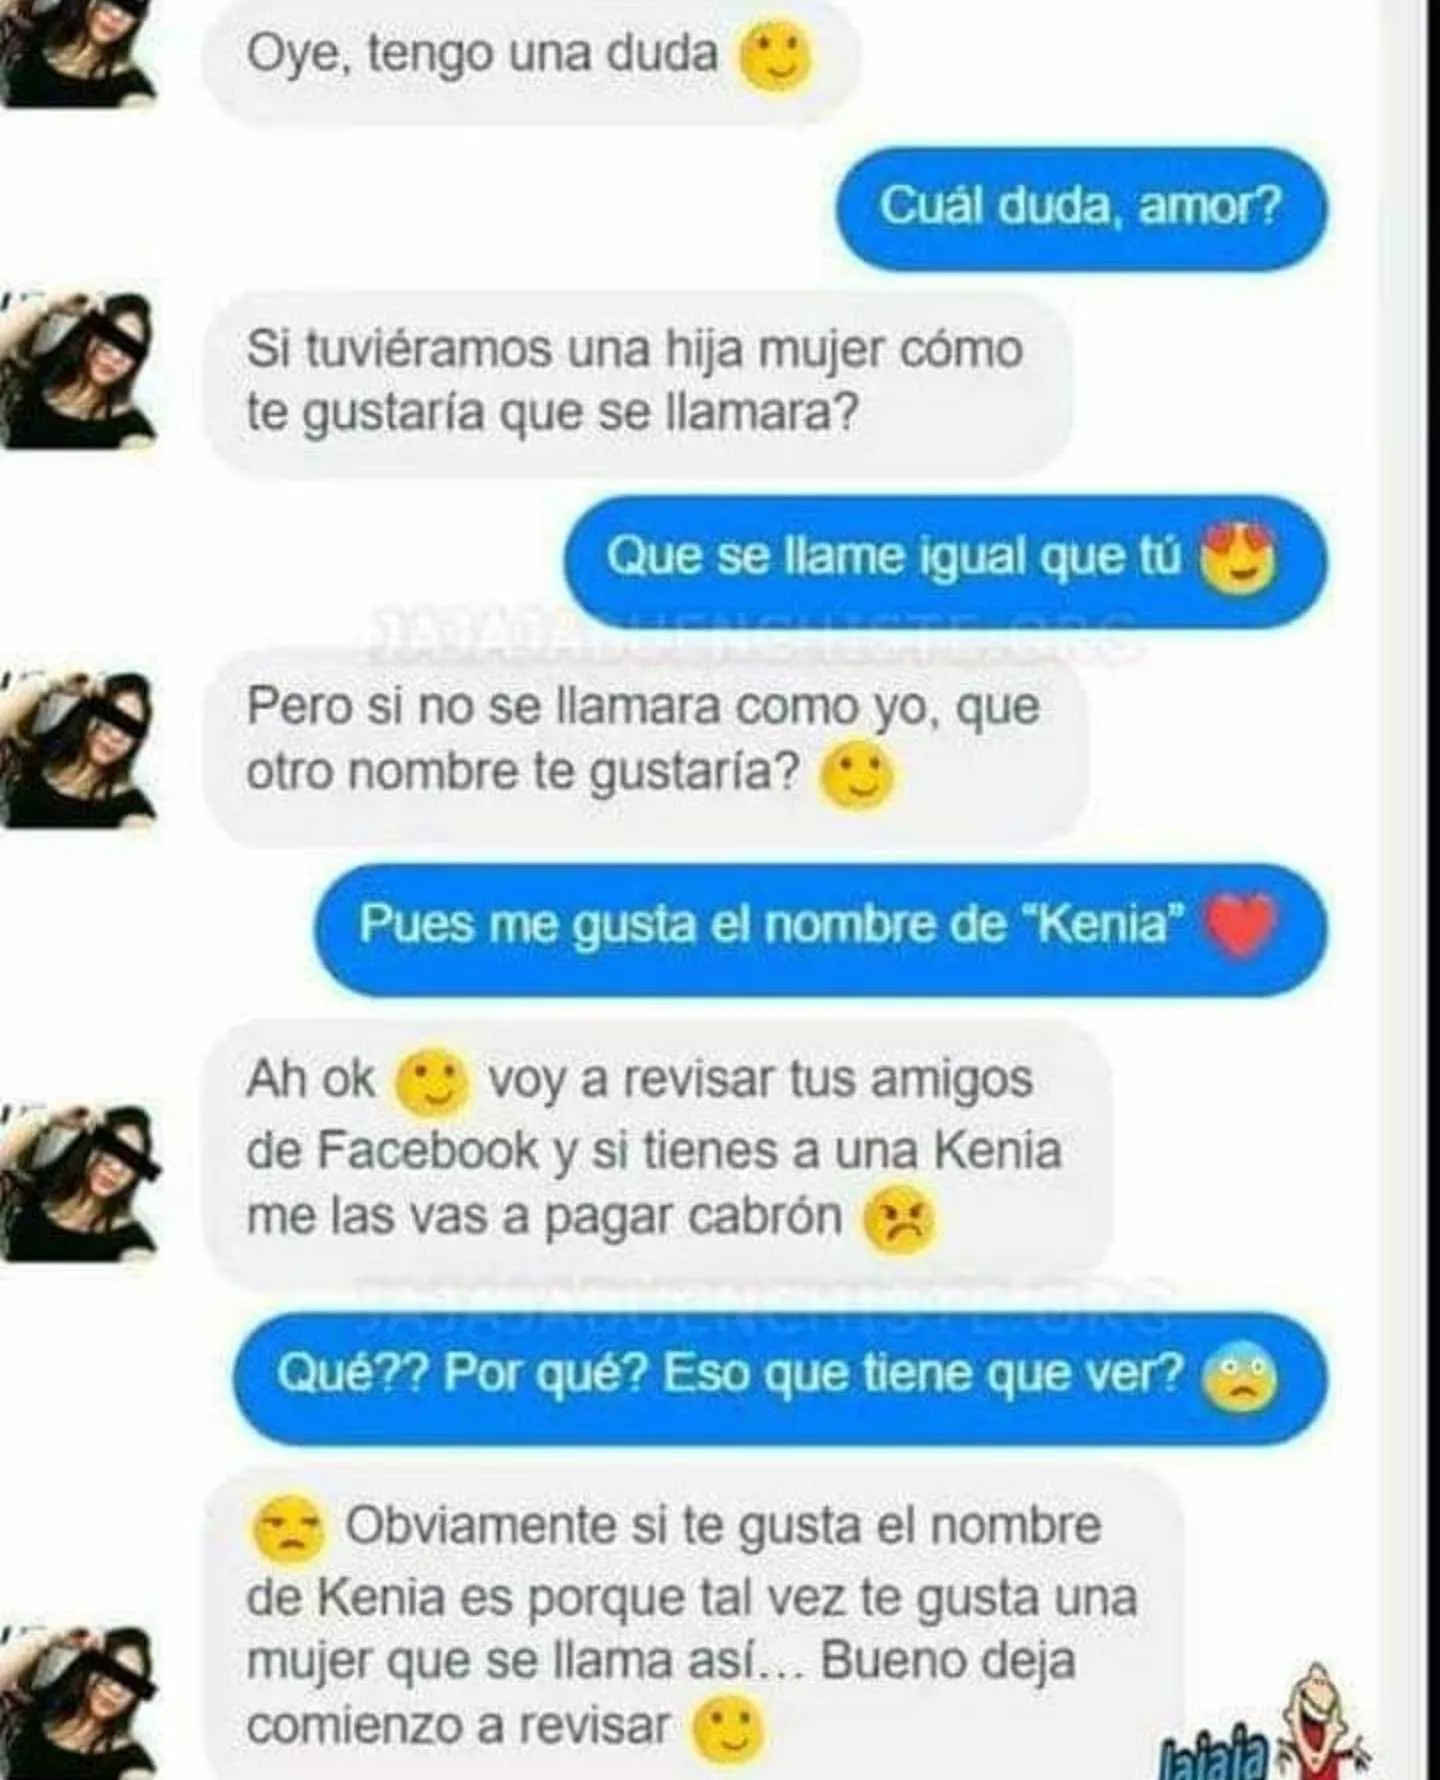 Oye, tengo una duda 🙂
Cuál duda, amor?
Si tuviéramos una hija mujer cómo
te gustaría que se llamara?
Que se llame igual que tú 😍
JAJAJABUENCHISTE.ORG
Pero si no se llamara como yo, que
otro nombre te gustaría? 🙂
Pues me gusta el nombre de “Kenia” ❤️
Ah ok 🙂 voy a revisar tus amigos
de Facebook y si tienes a una Kenia
me las vas a pagar cabrón 😠
JAJAJABUENCHISTE.ORG
Qué?? Por qué? Eso que tiene que ver? 😨
😒 Obviamente si te gusta el nombre
de Kenia es porque tal vez te gusta una
mujer que se llama así... Bueno deja
comienzo a revisar 🙂
Jajaja